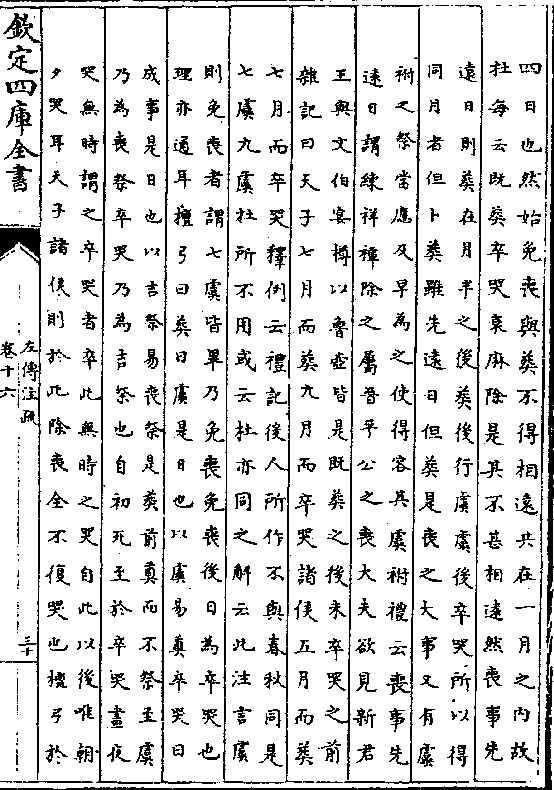 四日也然始免喪與葬不得相遠共在一月之内故
杜每云既葬卒哭衰麻除是其不甚相遠然喪事先
遠日則葬在月半之後葬後行虞虞後卒哭所以得
同月者但卜葬雖先遠日但葬是喪之大事又有虞
祔之祭當應及早為之使得容其虞祔禮云喪事先
遠日謂練祥禫除之屬晉平公之喪大夫欲見新君
王與文伯宴樽以魯壺皆是既葬之後未卒哭之前
雜記曰天子七月而葬九月而卒哭諸侯五月而葬
七月而卒哭釋例云禮記後人所作不與春秋同是
七虞九虞杜所不用或云杜亦同之解云此注言虞
則免喪者謂七虞皆畢乃免喪免喪後日為卒哭也
理亦通耳檀弓曰葬日虞是日也以虞易奠卒哭曰
成事是日也以吉祭易喪祭是葬前奠而不祭至虞
乃為喪祭卒哭乃為吉祭也自初死至於卒哭晝夜
哭無時謂之卒哭者卒此無時之哭自此以後唯朝
夕哭耳天子諸侯則於此除喪全不復哭也檀弓於
欽定四庫全書
左傳注疏
卷十六
三十